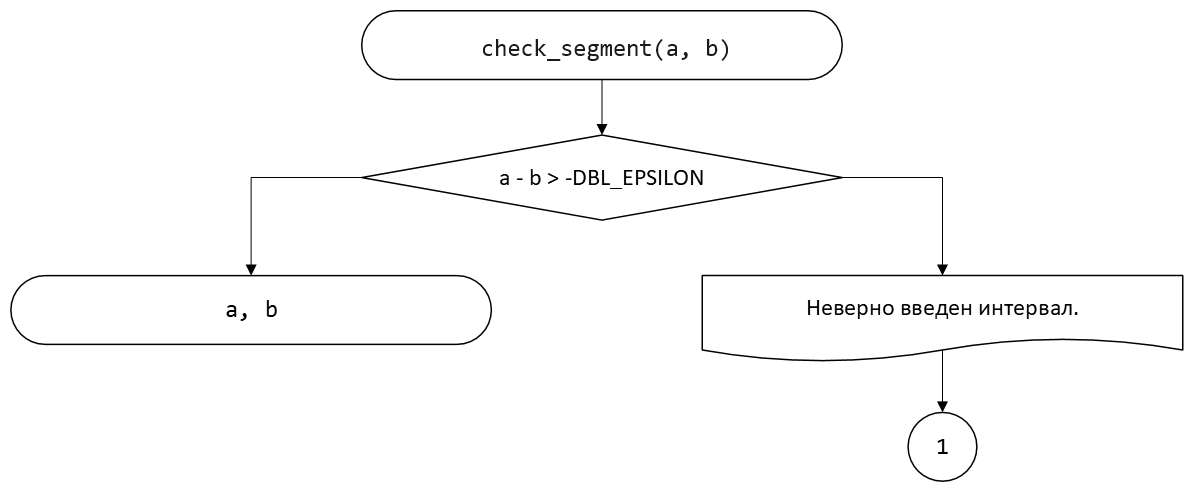 check_segment(a, b)
a - b > -DBL_EPSILON
a, b
Неверно введен интервал.
1